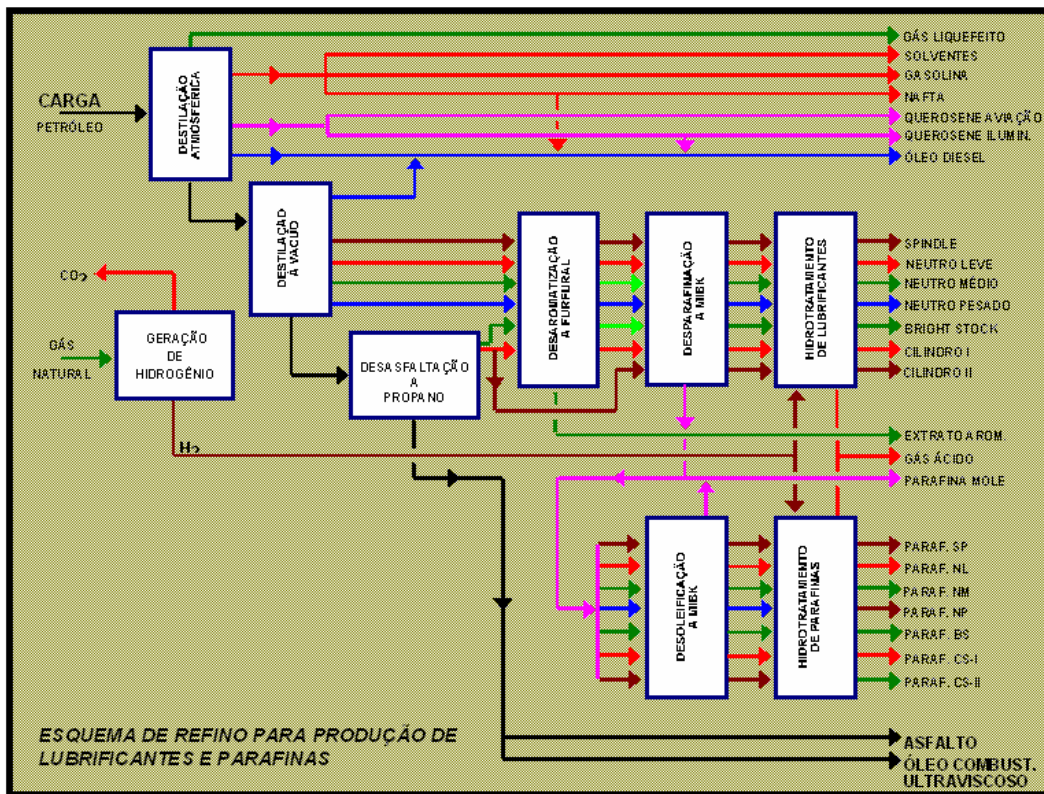 GÁS LIQUEFEITO
SOLVENTES
GASOLINA
NAFTA
QUEROSENE AVIAÇÃO
QUEROSENE ILUMIN.
ÓLEO DIESEL
CARGA
PETRÓLEO
DESTILAÇÃO
ATMOSFÉRICA
DESTILAÇÃO
À VÁCUO
DESAROMATIZAÇÃO
A FURFURAL
DESPARAFINAÇÃO
A MIBK
HIDROTRATAMENTO
DE LUBRIFICANTES
SPINDLE
NEUTRO LEVE
NEUTRO MÉDIO
NEUTRO PESADO
BRIGHT STOCK
CILINDRO I
CILINDRO II
CO2
GÁS
NATURAL
GERAÇÃO
DE
HIDROGÊNIO
DESASFALTAÇÃO
A
PROPANO
H2
EXTRATO AROM.
GÁS ÁCIDO
PARAFINA MOLE
DESOLEIFICAÇÃO
A MIBK
HIDROTRATAMENTO
DE PARAFINAS
PARAF. SP
PARAF. NL
PARAF. NM
PARAF. NP
PARAF. BS
PARAF. CS-I
PARAF. CS-II
ESQUEMA DE REFINO PARA PRODUÇÃO DE
LUBRIFICANTES E PARAFINAS
ASFALTO
ÓLEO COMBUST.
ULTRAVISCOSO